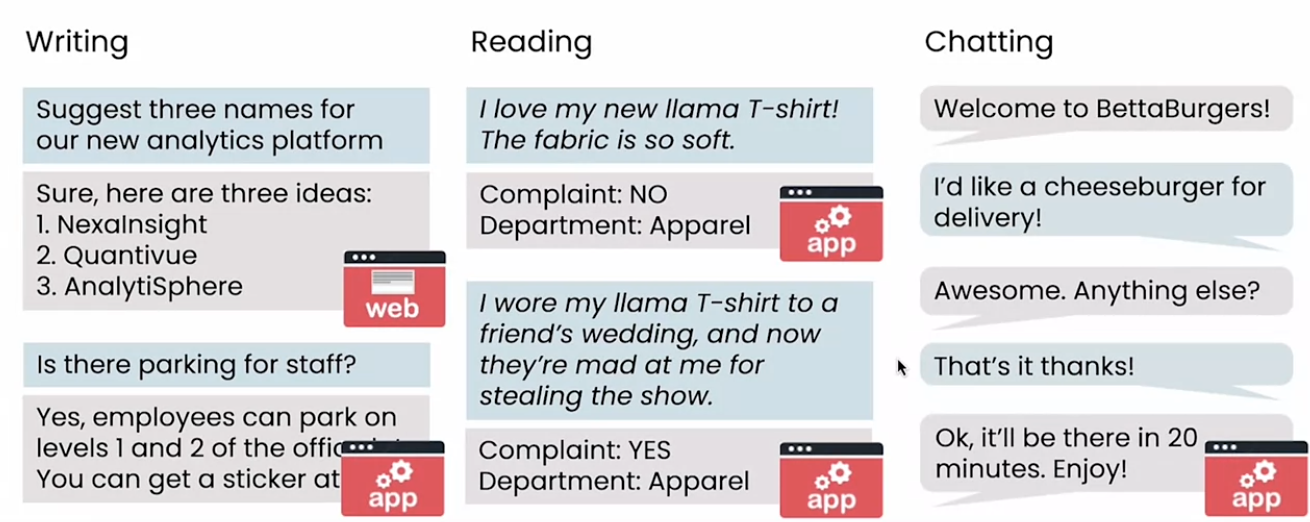 Writing
Suggest three names for
our new analytics platform
Sure, here are three ideas:
1. NexaInsight
2. Quantivue
3. AnalytiSphere
web
Is there parking for staff?
Yes, employees can park on
levels 1 and 2 of the
You can get a sticker at
app
Reading
I love my new llama T-shirt!
The fabric is so soft.
Complaint: NO
Department: Apparel
app
I wore my llama T-shirt to a
friend's wedding, and now
they're mad at me for
stealing the show.
Complaint: YES
Department: Apparel
app
Chatting
Welcome to BettaBurgers!
I'd like a cheeseburger for
delivery!
Awesome. Anything else?
That's it thanks!
Ok, it'll be there in 20
minutes. Enjoy!
app